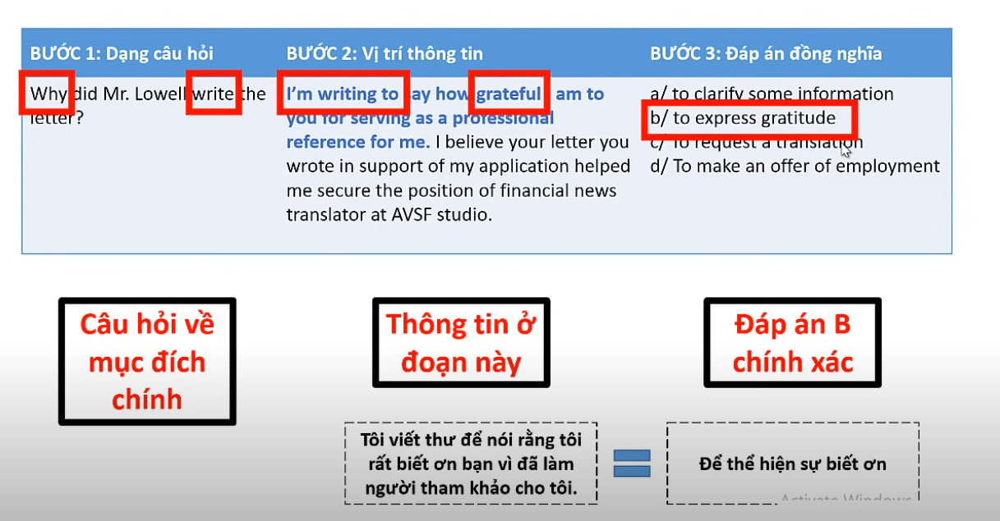 BƯỚC 1: Dạng câu hỏi
Why did Mr. Lowell write the
letter?
BƯỚC 2: Vị trí thông tin
I'm writing to say how grateful I am to
you for serving as a professional
reference for me. I believe your letter you
wrote in support of my application helped
me secure the position of financial news
translator at AVSF studio.
BƯỚC 3: Đáp án đồng nghĩa
a/ to clarify some information
b/ to express gratitude
c/ To request a translation
d/ To make an offer of employment
Câu hỏi về
mục đích
chính
Thông tin ở
đoạn này
Đáp án B
chính xác
Tôi viết thư để nói rằng tôi
rất biết ơn bạn vì đã làm
người tham khảo cho tôi.
Để thể hiện sự biết ơn
Activate Windows